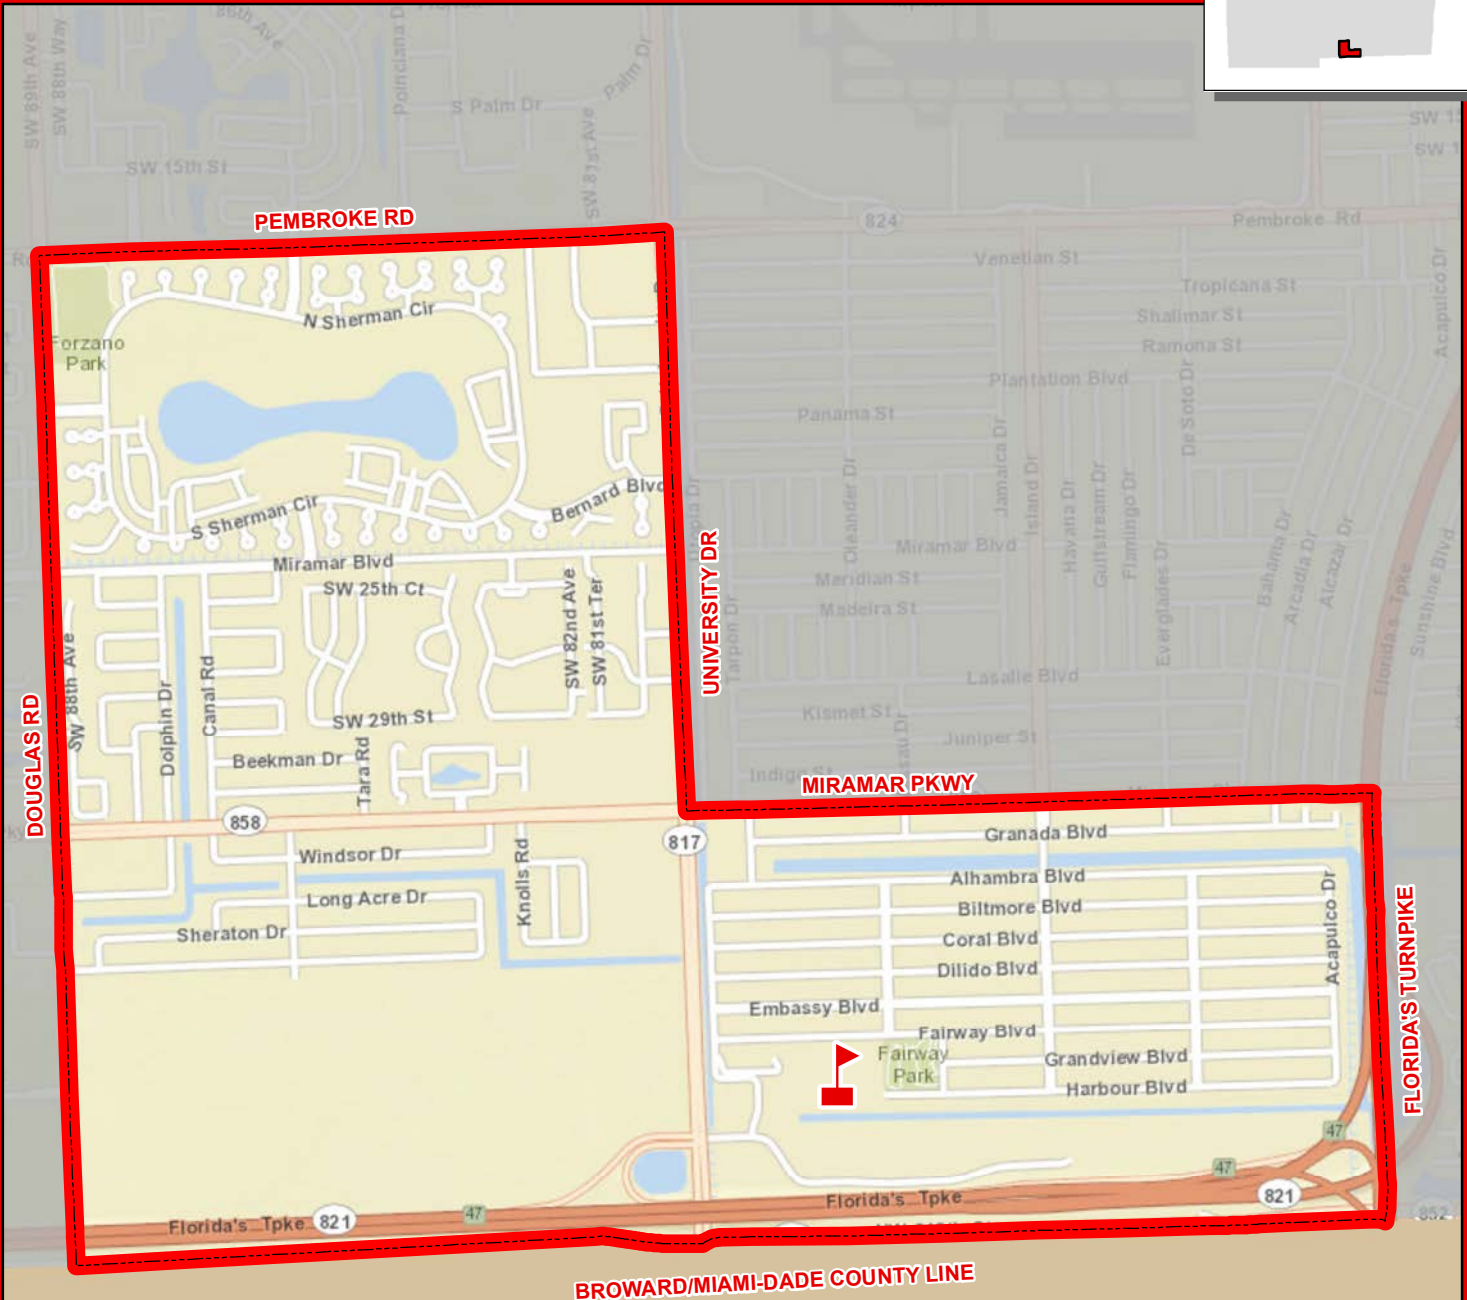 86th Ave
SW 89th Ave
SW 88th Way
Poinciana D
S Palm Dr
Palm Dr
SW 81st Ave
SW 15th St
SW 1
PEMBROKE RD
824
Pembroke Rd
Venetian St
Tropicana St
Shalimar St
Ramona St
Plantation Blvd
Panama St
Acapulco Dr
De Soto Dr
Jamaica Dr
Island Dr
Oleander Dr
Havana Dr
Gulfstream Dr
Flamingo Dr
Utopia Dr
Miramar Blvd
Meridian St
Madeira St
Everglades Dr
Bahama Dr
Arcadia Dr
Alcanzar Dr
Florida's Tpke
Sunshine Blvd
Tarpon Dr
Lasalle Blvd
Kismet St
Juniper St
Indigo St
N Sherman Cir
Forzano
Park
S Sherman Cir
Bernard Blvd
Miramar Blvd
SW 25th Ct
SW 82nd Ave
SW 81st Ter
UNIVERSITY DR
SW 88th Ave
Dolphin Dr
Canal Rd
SW 29th St
Beekman Dr
Tara Rd
DOUGLAS RD
858
817
MIRAMAR PKWY
Windsor Dr
Long Acre Dr
Sheraton Dr
Knolls Rd
Granada Blvd
Alhambra Blvd
Biltmore Blvd
Coral Blvd
Dilido Blvd
Embassy Blvd
Fairway Blvd
Fairway
Park
Grandview Blvd
Harbour Blvd
Acapulco Dr
FLORIDA'S TURNPIKE
47
47
47
Florida's Tpke
821
Florida's Tpke
821
852
BROWARD/MIAMI-DADE COUNTY LINE